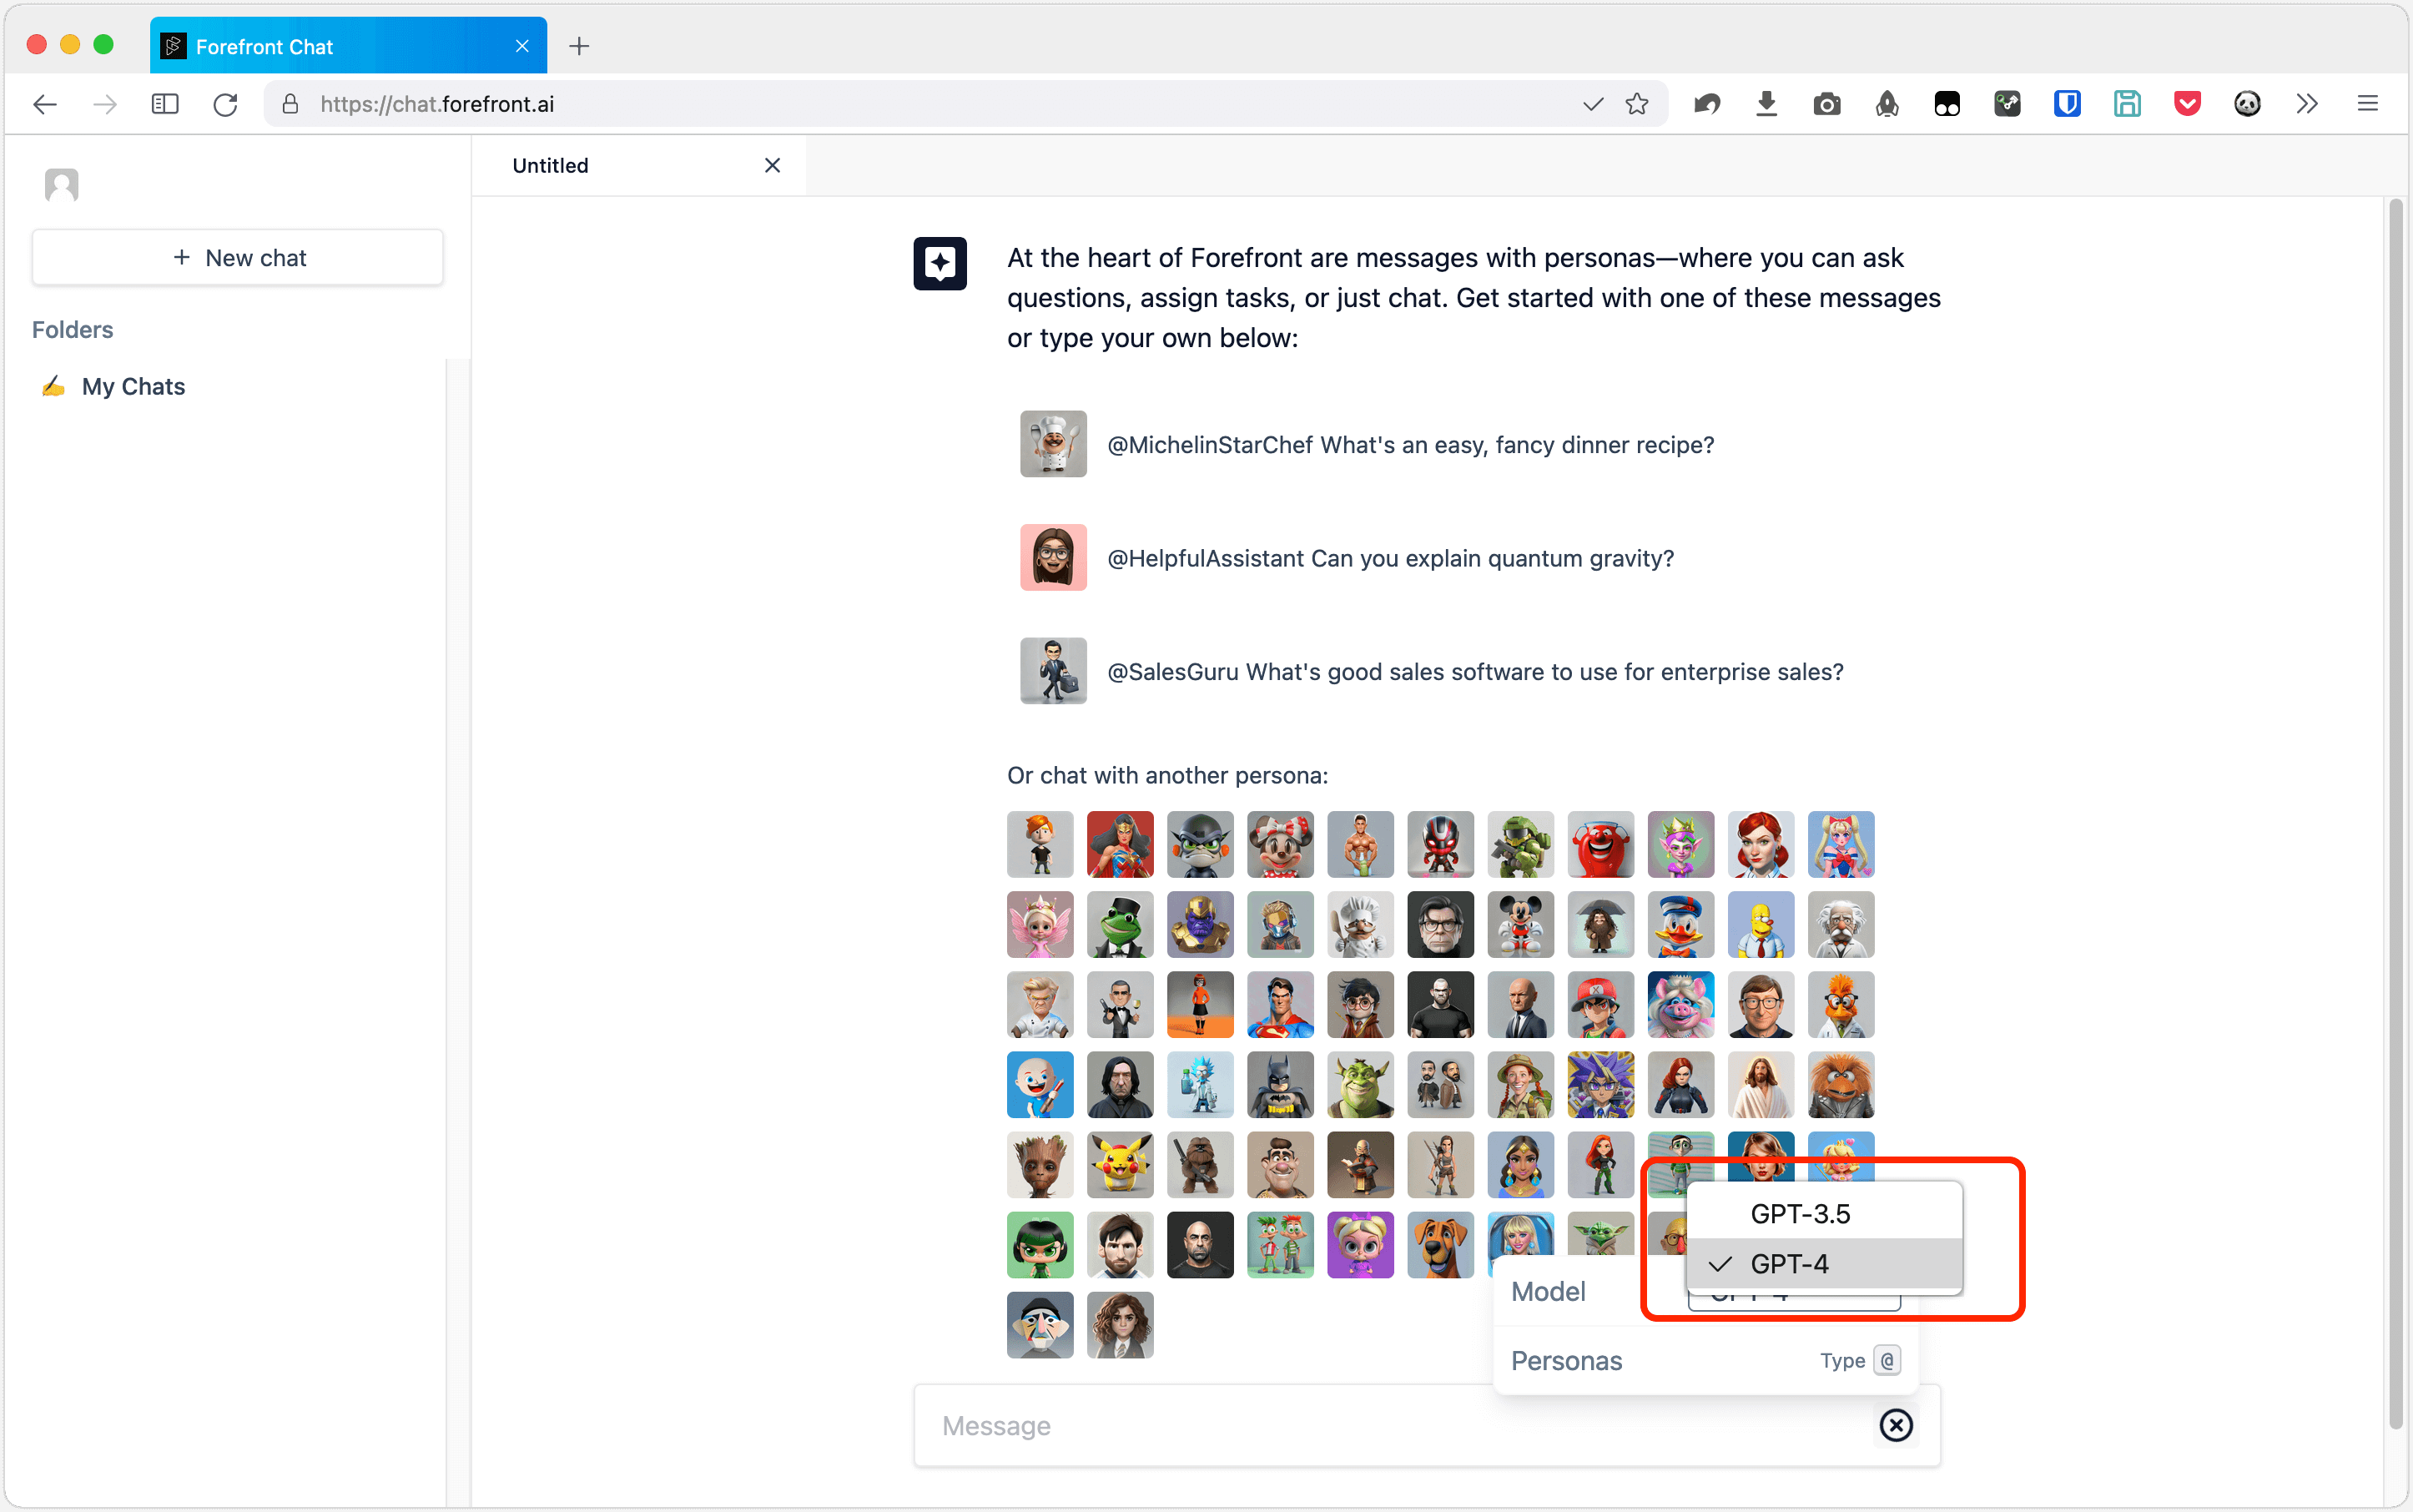 Forefront Chat
https://chat.forefront.ai
Untitled
New chat
Folders
My Chats
At the heart of Forefront are messages with personas—where you can ask
questions, assign tasks, or just chat. Get started with one of these messages
or type your own below:
@MichelinStarChef What's an easy, fancy dinner recipe?
@HelpfulAssistant Can you explain quantum gravity?
@SalesGuru What's good sales software to use for enterprise sales?
Or chat with another persona:
GPT-3.5
GPT-4
Model
GPT-4
Personas
Type @
Message